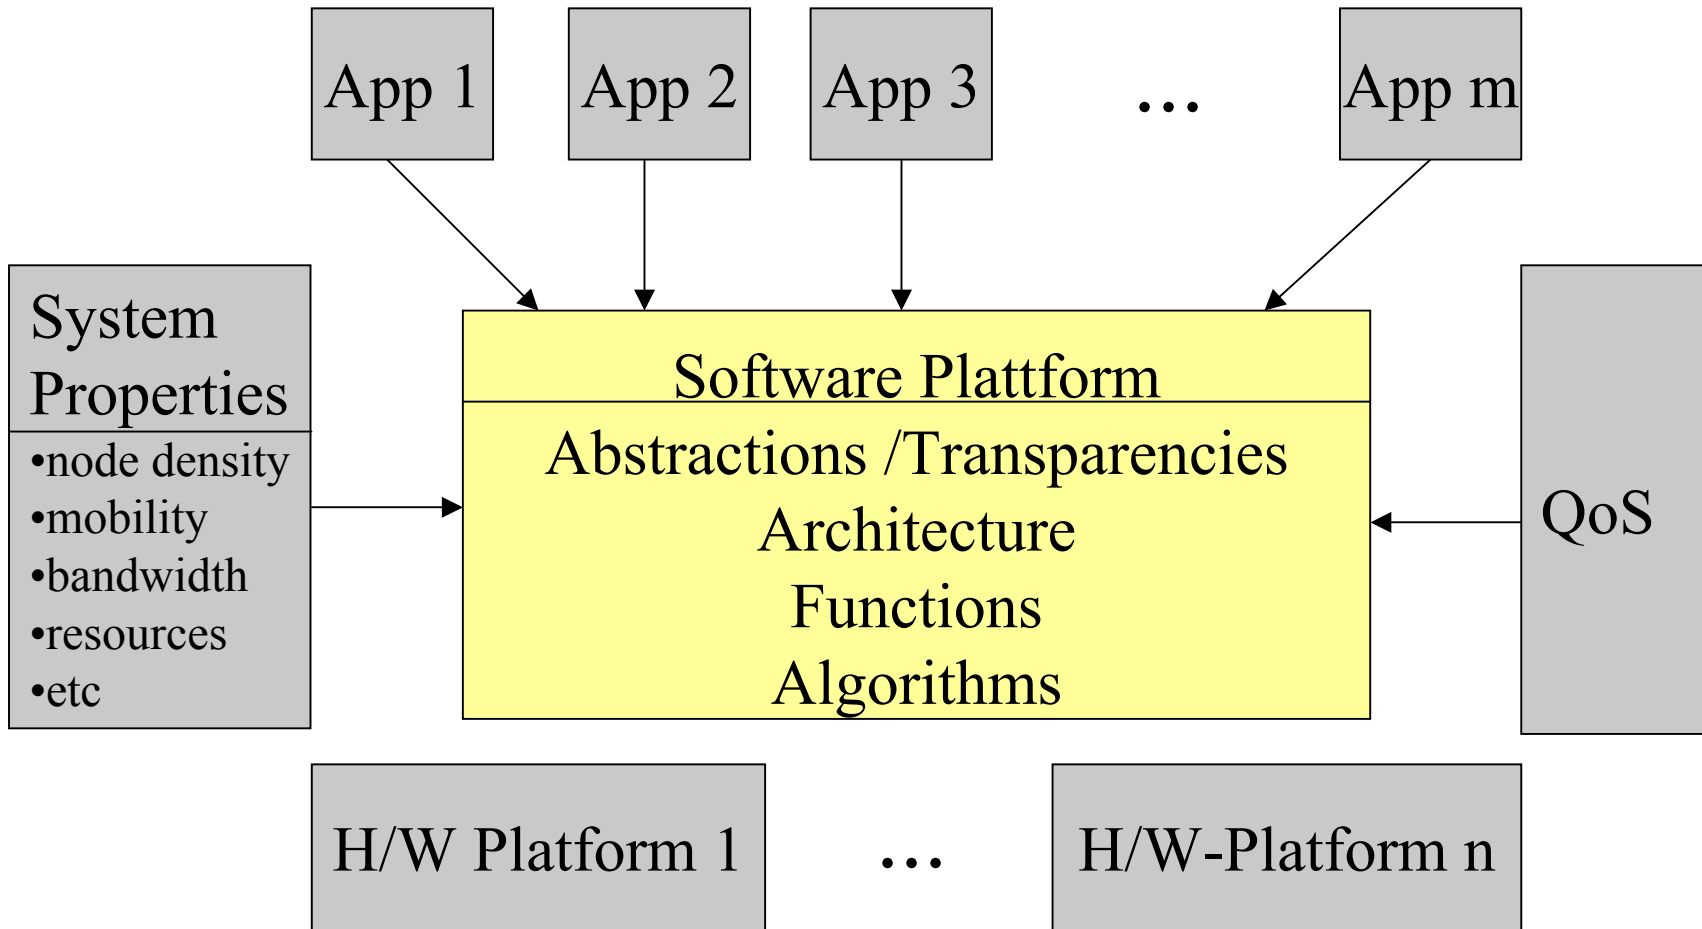 App 1
App 2
App 3
...
App m
System
Properties
•node density
•mobility
•bandwidth
•resources
•etc
Software Plattform
Abstractions /Transparencies
Architecture
Functions
Algorithms
QoS
H/W Platform 1
...
H/W-Platform n